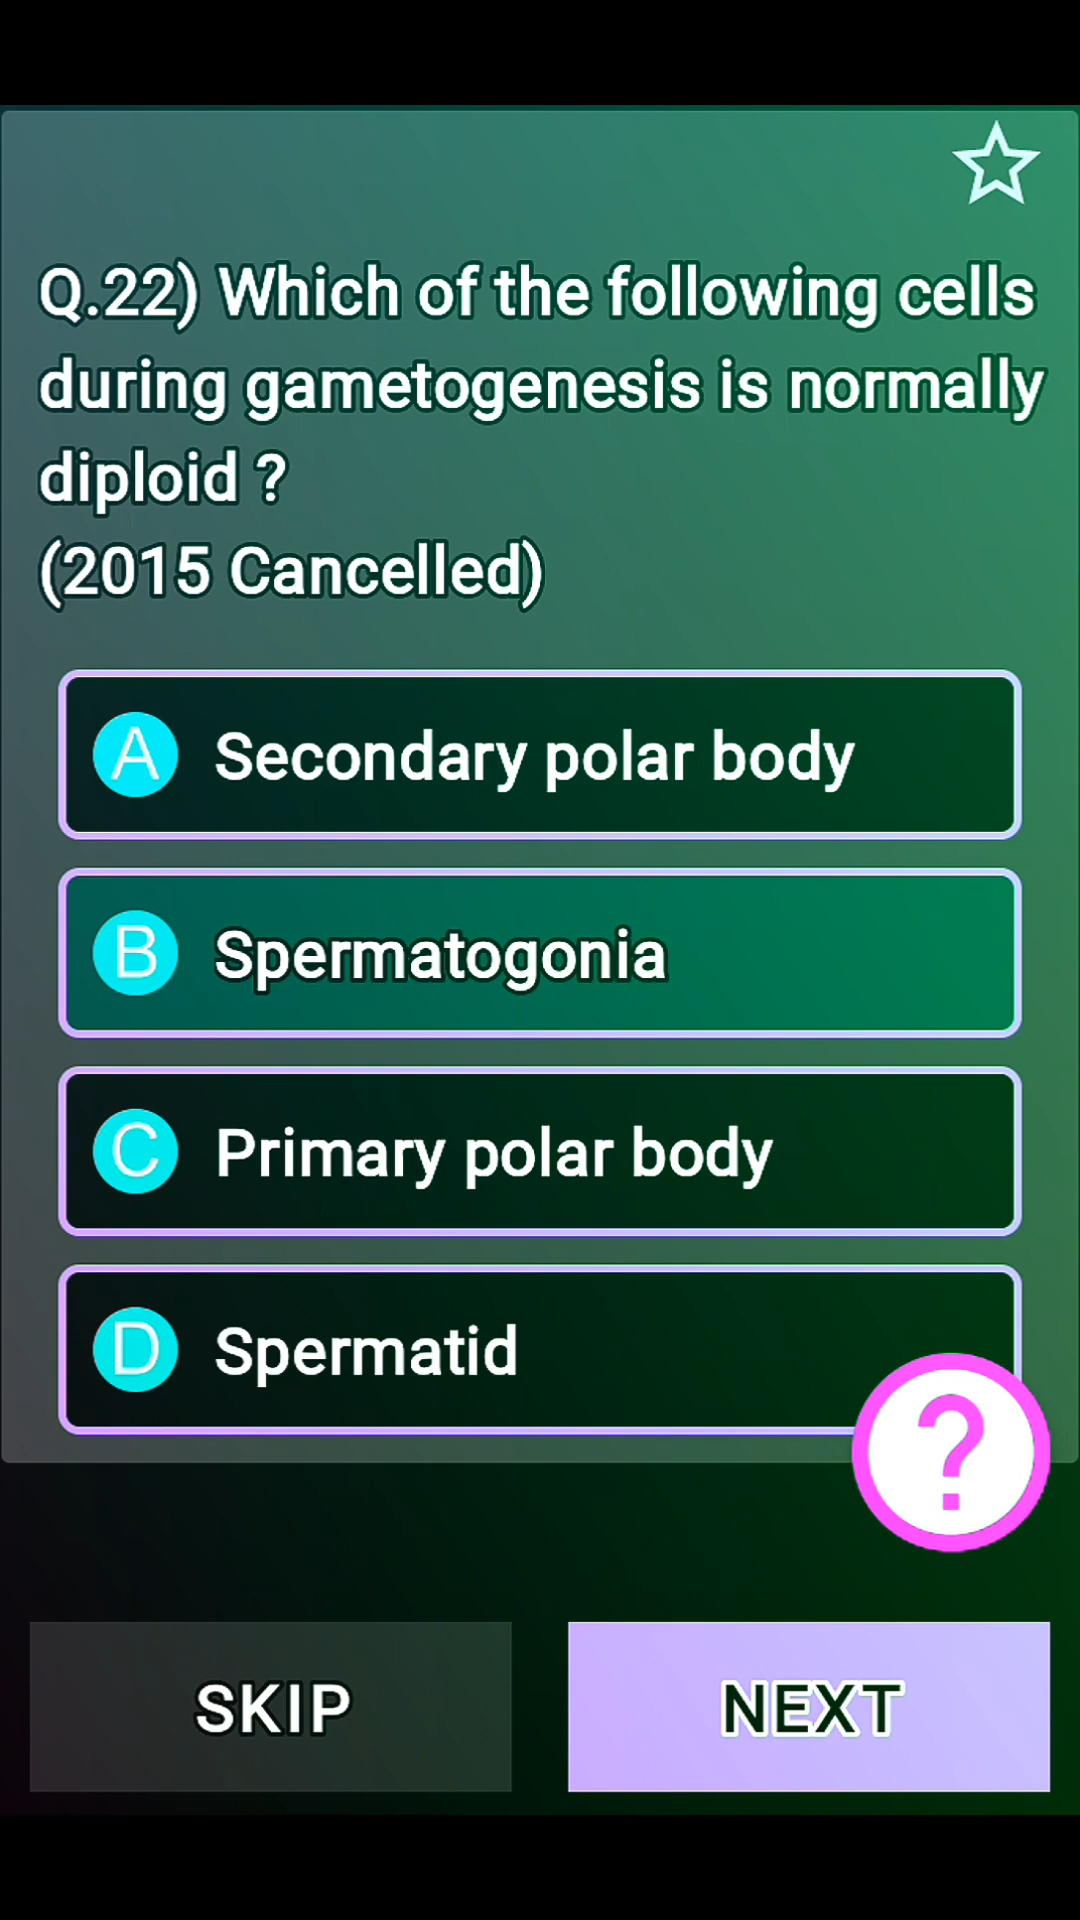 Q.22) Which of the following cells
during gametogenesis is normally
diploid ?
(2015 Cancelled)
A Secondary polar body
B Spermatogonia
C Primary polar body
D Spermatid
?
SKIP
NEXT